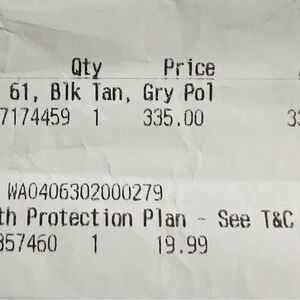 Qty Price
61, Blk Tan, Gry Pol
7174459 1 335.00
WA0406302000279
th Protection Plan - See T&C
357460 1 19.99